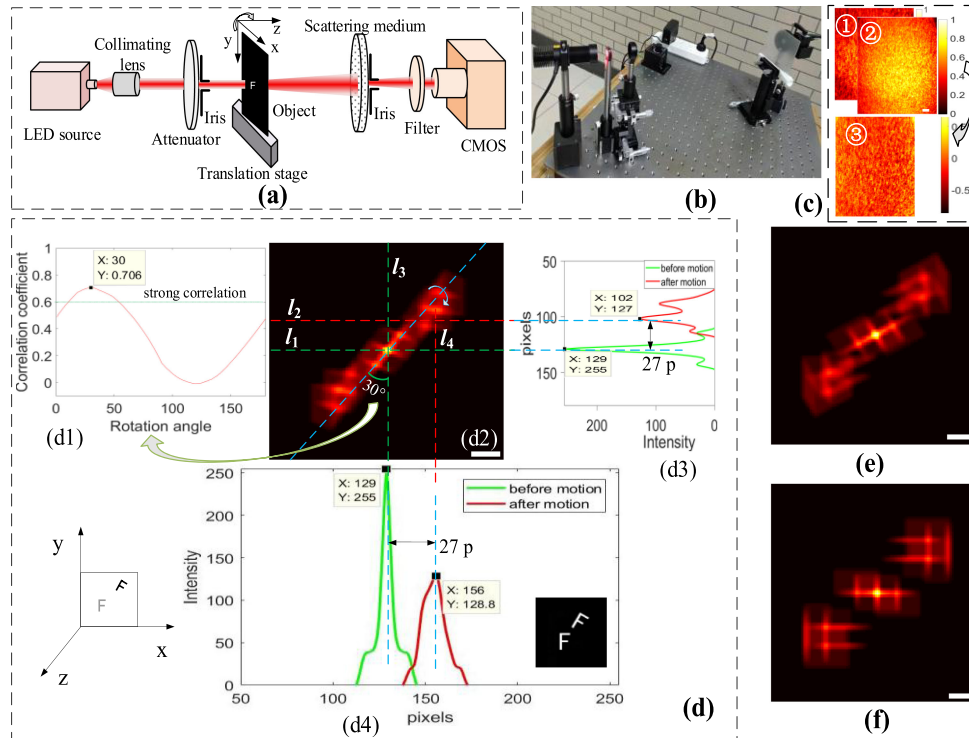 z
y
x
Scattering medium
Collimating
lens
F
Iris
Object
Iris
Filter
LED source
Attenuator
CMOS
Translation stage
(a)
(b)
(c)
①
②
③
1
0.8
0.6
0.4
0.2
0
0.5
0
-0.5
Correlation coefficient
1
0.8
0.6
0.4
0.2
0
X: 30
Y: 0.706
strong correlation
0
50
100
150
Rotation angle
(d1)
l2
l1
l3
l4
30°
(d2)
50
100
150
pixels
before motion
after motion
X: 102
Y: 127
X: 129
Y: 255
27 p
200
100
0
Intensity
(d3)
(e)
(f)
y
F
F
x
z
250
200
150
100
50
0
Intensity
X: 129
Y: 255
before motion
after motion
27 p
X: 156
Y: 128.8
F
F
50
100
150
200
250
pixels
(d4)
(d)